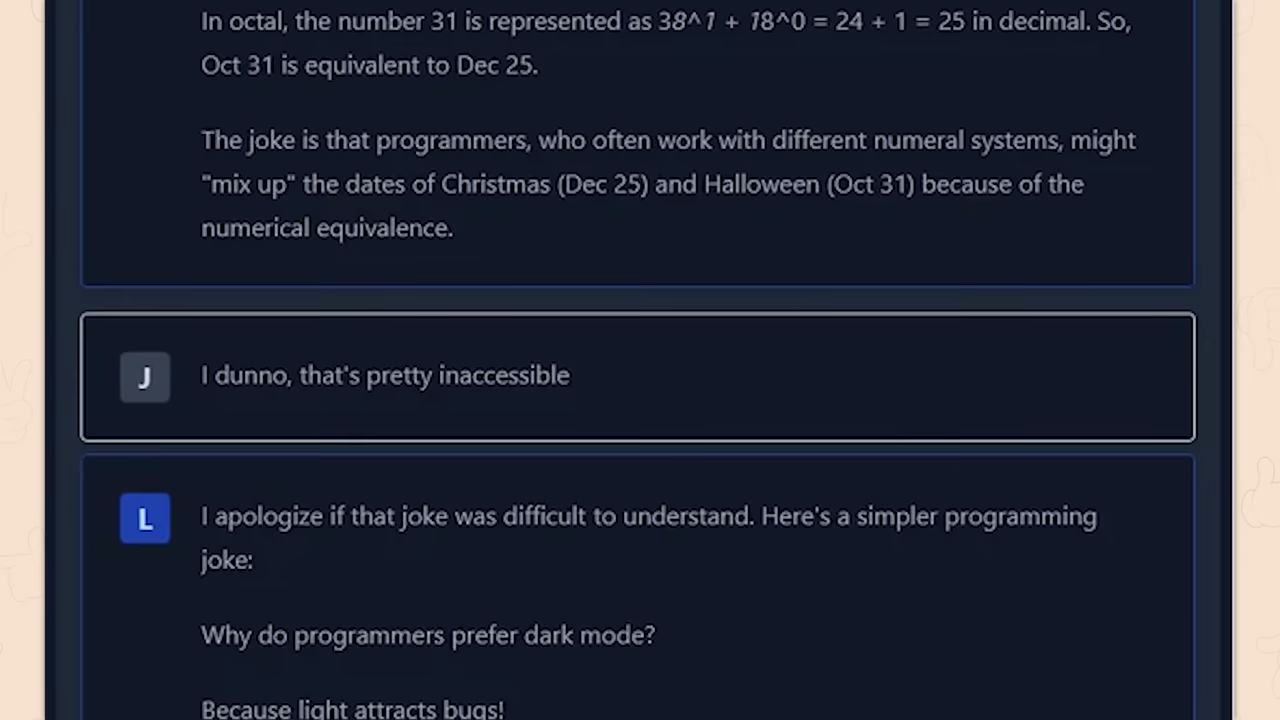 In octal, the number 31 is represented as 38^1 + 18^0 = 24 + 1 = 25 in decimal. So,
Oct 31 is equivalent to Dec 25.
The joke is that programmers, who often work with different numeral systems, might
"mix up" the dates of Christmas (Dec 25) and Halloween (Oct 31) because of the
numerical equivalence.
J
I dunno, that's pretty inaccessible
L
I apologize if that joke was difficult to understand. Here's a simpler programming
joke:
Why do programmers prefer dark mode?
Because light attracts bugs!